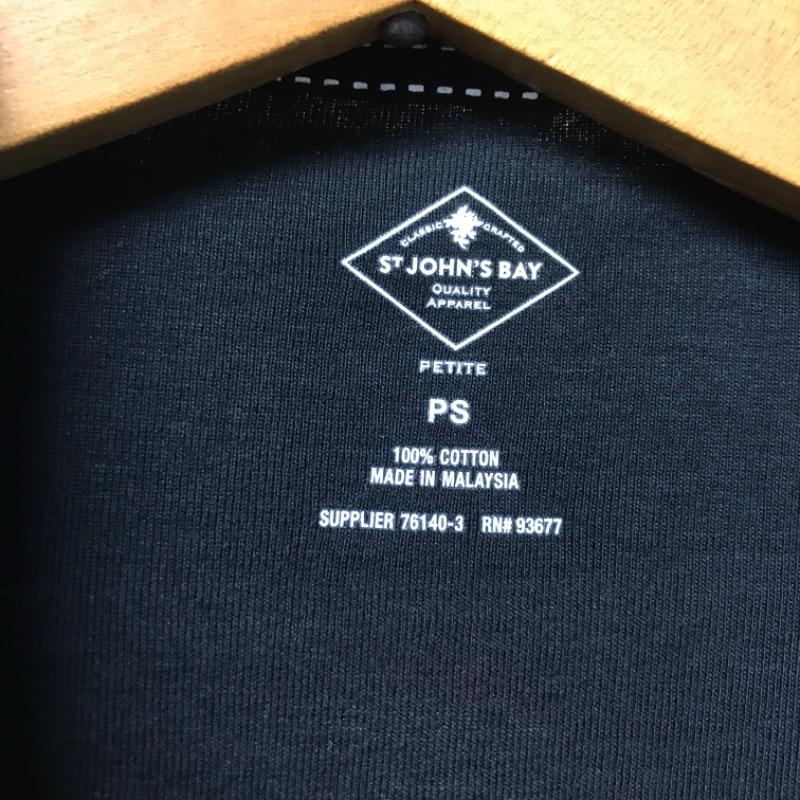 CLASSIC CRAFTED
ST JOHN'S BAY
QUALITY
APPAREL
PETITE
PS
100% COTTON
MADE IN MALAYSIA
SUPPLIER 76140-3 RN# 93677